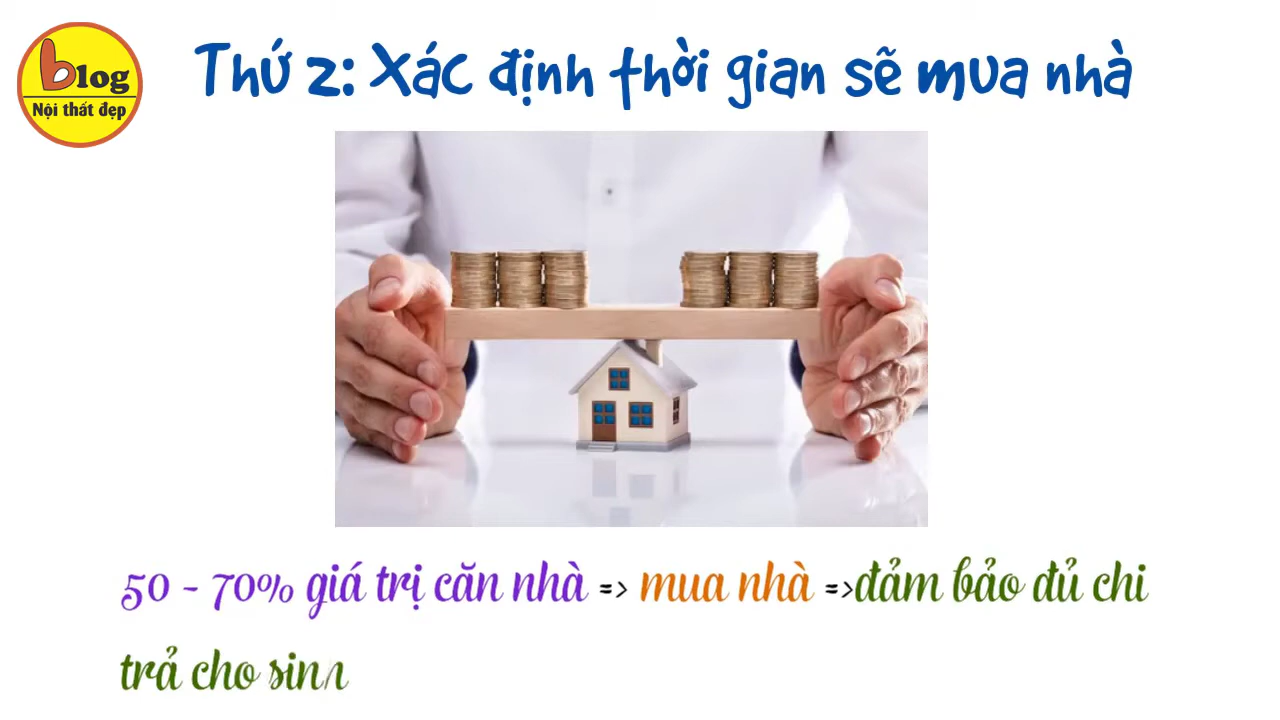 blog
Nội thất đẹp
Thứ 2: Xác định thời gian sẽ mua nhà
50 - 70% giá trị căn nhà => mua nhà =>đảm bảo đủ chi
trả cho